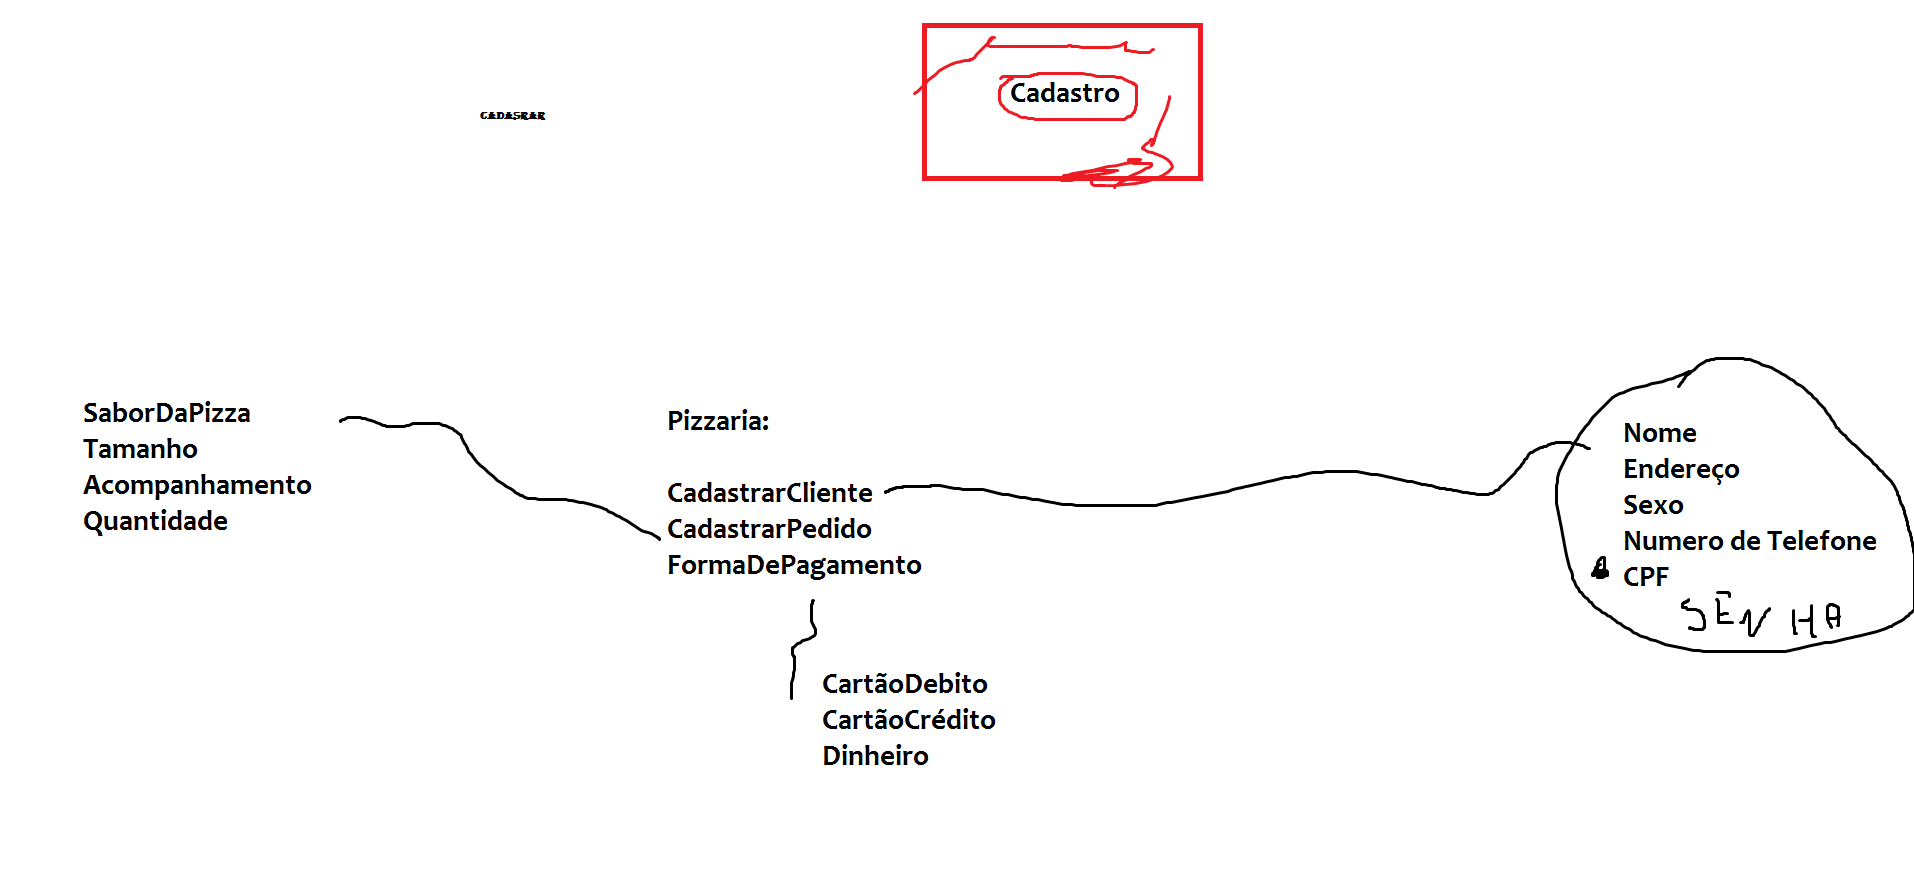 Cadastro
CADASRAR
SaborDaPizza
Tamanho
Acompanhamento
Quantidade
Pizzaria:
CadastrarCliente
CadastrarPedido
FormaDePagamento
CartãoDebito
CartãoCrédito
Dinheiro
Nome
Endereço
Sexo
Numero de Telefone
CPF
SENHA